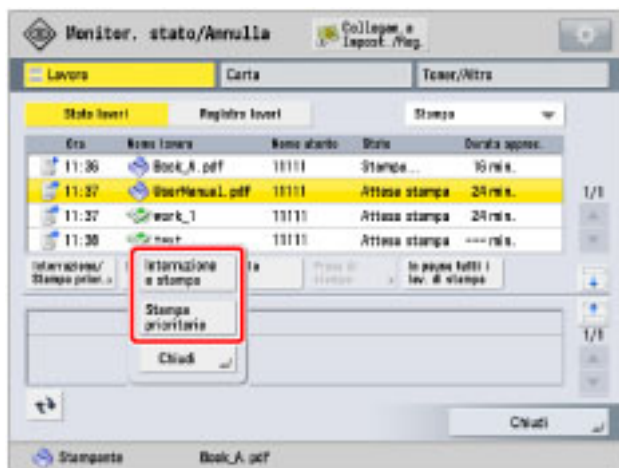 Monitor. stato/Annulla
Collegam. a
Impost./Reg.
Lavoro Carta Toner/Altro
Stato lavori Registro lavori Stampa
Ora Nome lavoro Nome utente Stato Durata appros.
11:36 Book_A.pdf 11111 Stampa... 16 min.
11:37 UserManual.pdf 11111 Attesa stampa 24 min.
11:37 work_1 11111 Attesa stampa 24 min.
11:38 test 11111 Attesa stampa --- min.
1/1
Interruzione/
Stampa prior.
Interruzione
e stampa
Stampa
prioritaria
Chiudi
In pausa tutti i
lav. di stampa
1/1
Chiudi
Stampante Book_A.pdf